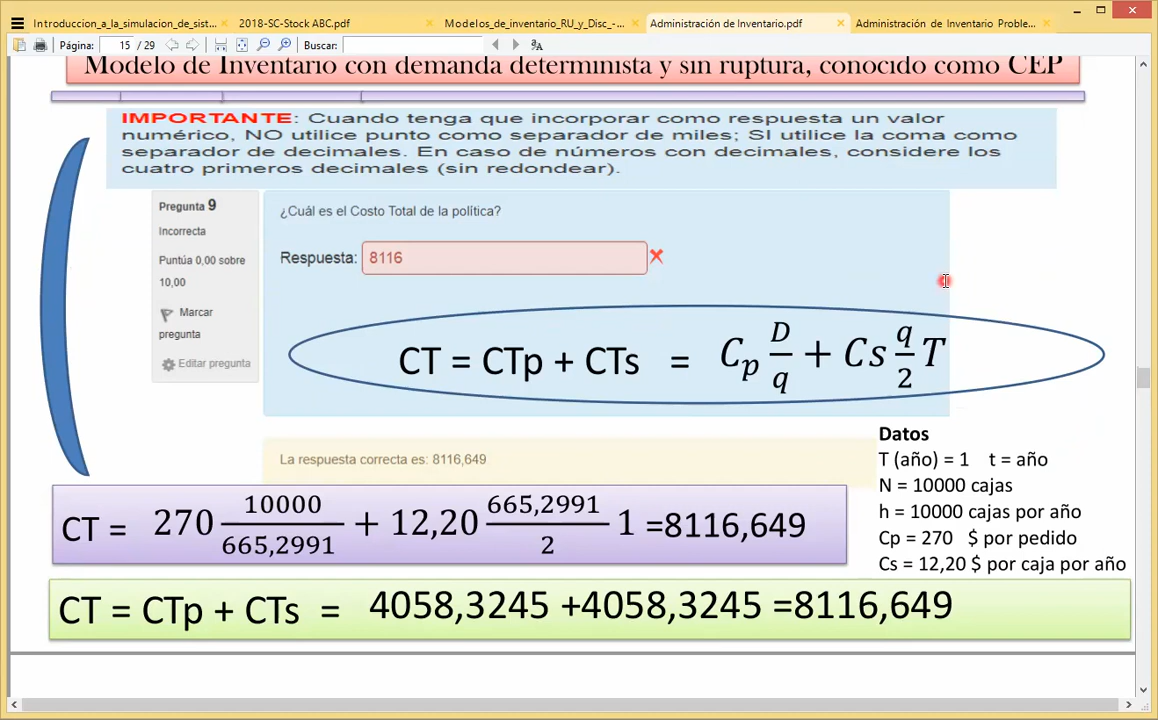 Introduccion_a_la_simulacion_de_sist...
2018-SC-Stock ABC.pdf
Modelos_de_inventario_RU_y_Disc_-...
Administración de Inventario.pdf
Administración de Inventario Proble...
Página: 15 / 29
Buscar:
Modelo de Inventario con demanda determinista y sin ruptura, conocido como CEP
IMPORTANTE: Cuando tenga que incorporar como respuesta un valor
numérico, NO utilice punto como separador de miles; SI utilice la coma como
separador de decimales. En caso de números con decimales, considere los
cuatro primeros decimales (sin redondear).
Pregunta 9
Incorrecta
Puntúa 0,00 sobre
10,00
Marcar
pregunta
Editar pregunta
¿Cuál es el Costo Total de la política?
Respuesta: 8116
CT = CTp + CTs = C_p D/q + Cs q/2 T
La respuesta correcta es: 8116,649
Datos
T (año) = 1 t = año
N = 10000 cajas
h = 10000 cajas por año
Cp = 270 $ por pedido
Cs = 12,20 $ por caja por año
CT = 270 10000/665,2991 + 12,20 665,2991/2 1 =8116,649
CT = CTp + CTs = 4058,3245 +4058,3245 =8116,649